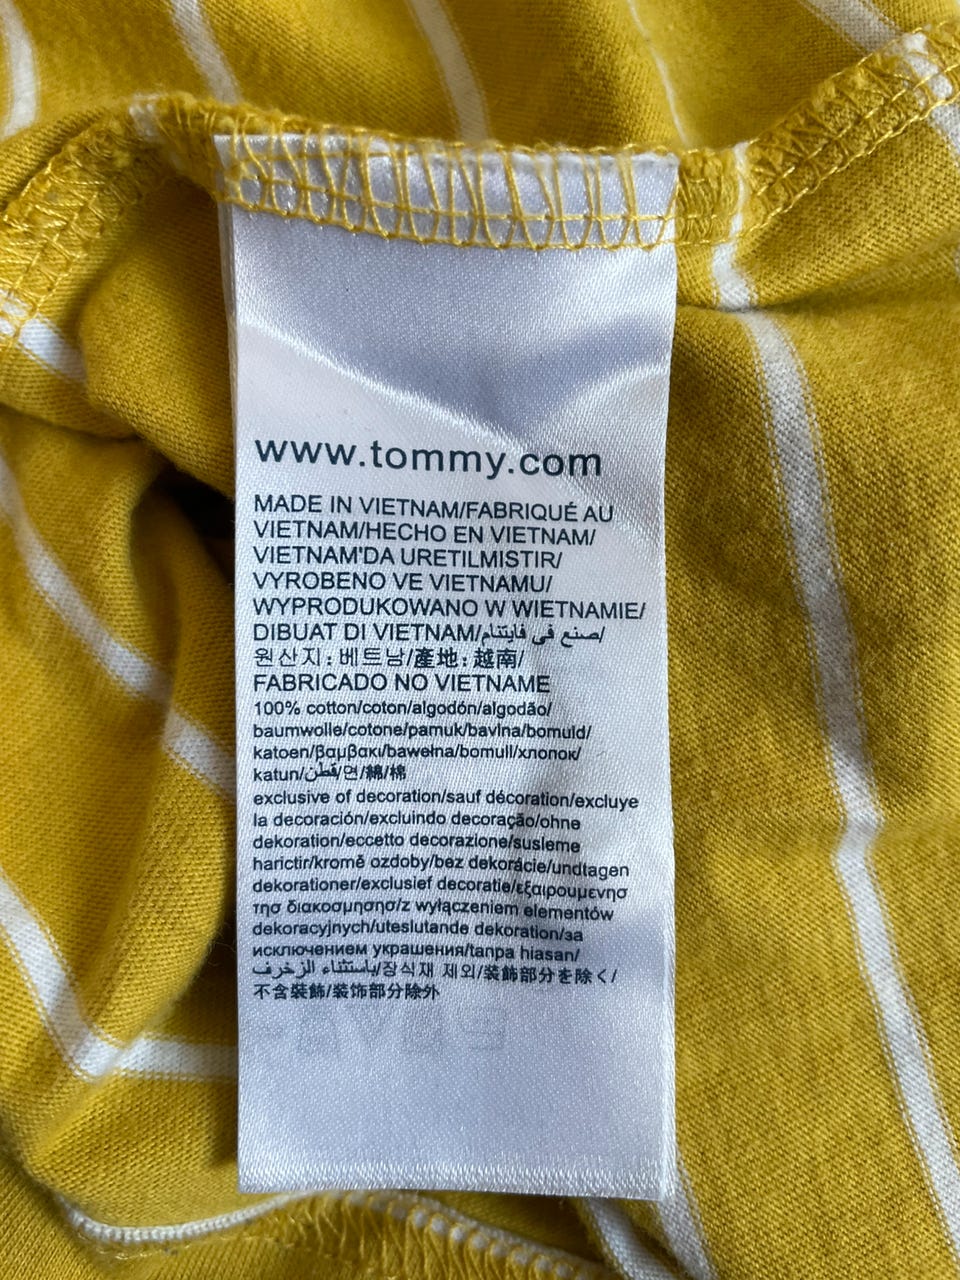 www.tommy.com
MADE IN VIETNAM/FABRIQUÉ AU
VIETNAM/HECHO EN VIETNAM/
VIETNAM'DA URETILMISTIR/
VYROBENO VE VIETNAMU/
WYPRODUKOWANO W WIETNAMIE/
DIBUAT DI VIETNAM/صنع في فايتنام/
원산지:베트남/產地:越南/
FABRICADO NO VIETNAME
100% cotton/coton/algodón/algodão/
baumwolle/cotone/pamuk/bavlna/bomuld/
katoen/βαμβακι/bawełna/bomull/хлопок/
katun/قطن/면/綿/棉
exclusive of decoration/sauf décoration/excluye
la decoración/excluindo decoração/ohne
dekoration/eccetto decorazione/susleme
harictir/kromě ozdoby/bez dekorácie/undtagen
dekorationer/exclusief decoratie/εξαιρουμενησ
τησ διακοσμησησ/z wyłączeniem elementów
dekoracyjnych/uteslutande dekoration/за
исключением украшения/tanpa hiasan/
باستثناء الزخرف/장식재 제외/装飾部分を除く/
不含裝飾/装饰部分除外